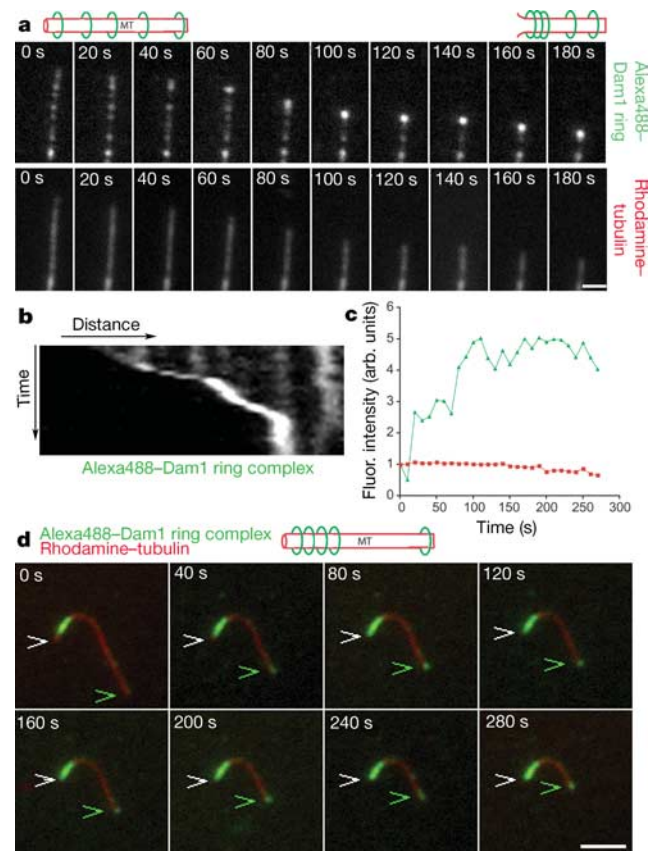 a
MT
0 s 20 s 40 s 60 s 80 s 100 s 120 s 140 s 160 s 180 s
Alexa488–
Dam1 ring
0 s 20 s 40 s 60 s 80 s 100 s 120 s 140 s 160 s 180 s
Rhodamine–
tubulin
b
Distance
Time
Alexa488–Dam1 ring complex
c
Fluor. intensity (arb. units)
6
5
4
3
2
1
0
0 50 100 150 200 250 300
Time (s)
d
Alexa488–Dam1 ring complex
Rhodamine–tubulin
MT
0 s 40 s 80 s 120 s
160 s 200 s 240 s 280 s